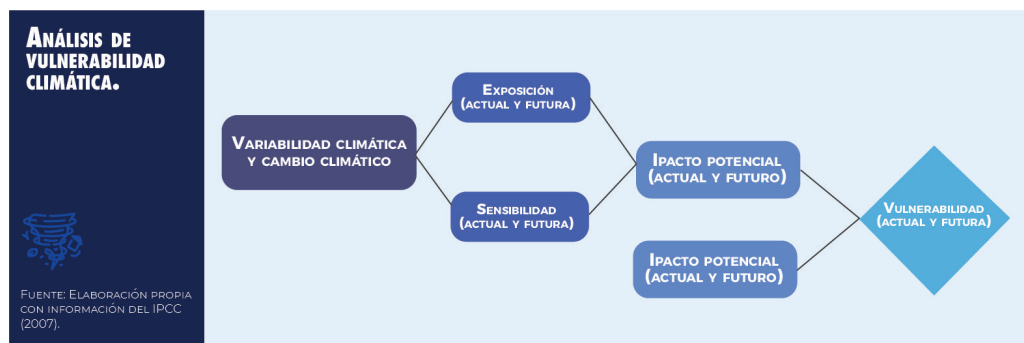 ANÁLISIS DE
VULNERABILIDAD
CLIMÁTICA.
FUENTE: ELABORACIÓN PROPIA
CON INFORMACIÓN DEL IPCC
(2007).
VARIABILIDAD CLIMÁTICA
Y CAMBIO CLIMÁTICO
EXPOSICIÓN
(ACTUAL Y FUTURA)
SENSIBILIDAD
(ACTUAL Y FUTURA)
IPACTO POTENCIAL
(ACTUAL Y FUTURO)
IPACTO POTENCIAL
(ACTUAL Y FUTURO)
VULNERABILIDAD
(ACTUAL Y FUTURA)